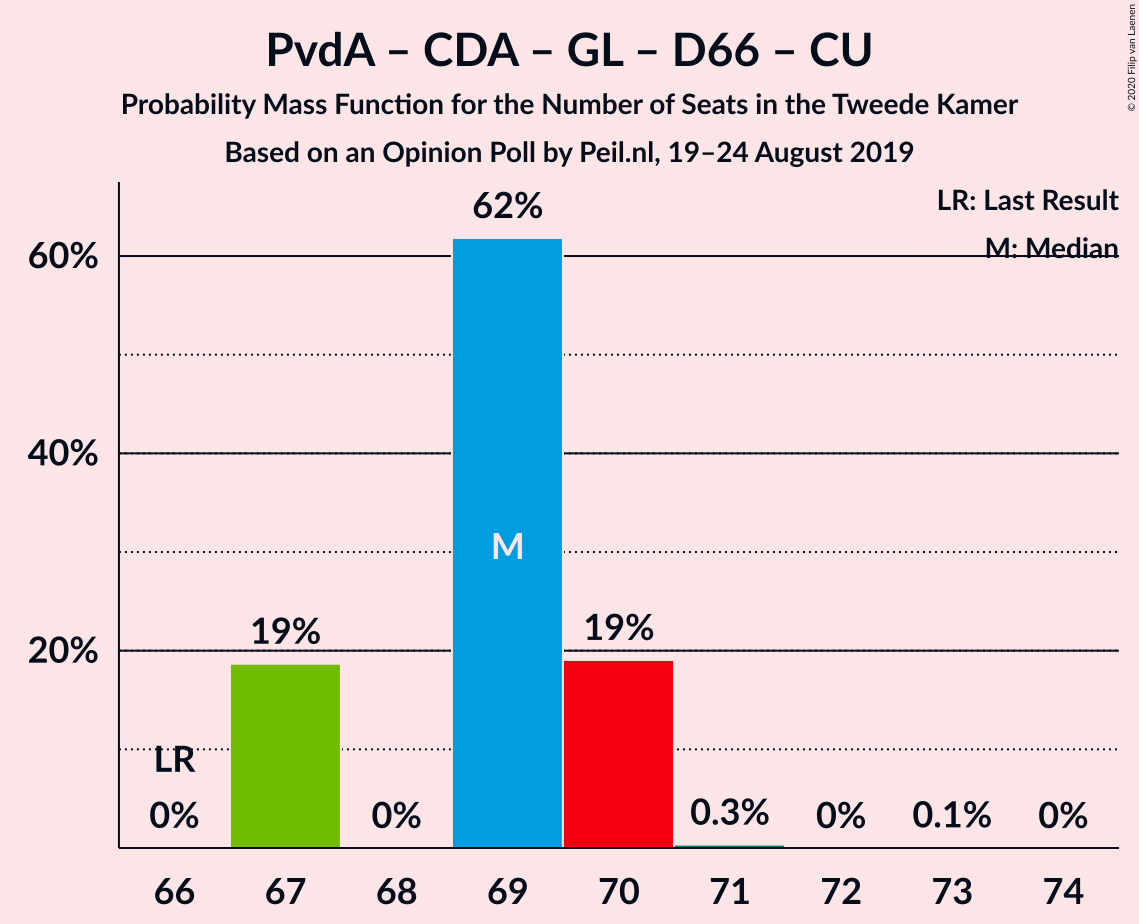 PvdA – CDA – GL – D66 – CU
Probability Mass Function for the Number of Seats in the Tweede Kamer
Based on an Opinion Poll by Peil.nl, 19–24 August 2019
© 2020 Filip van Laenen
LR: Last Result
M: Median
62%
60%
40%
M
19%
19%
20%
LR
0%
0%
0.3%
0%
0.1%
0%
66 67 68 69 70 71 72 73 74